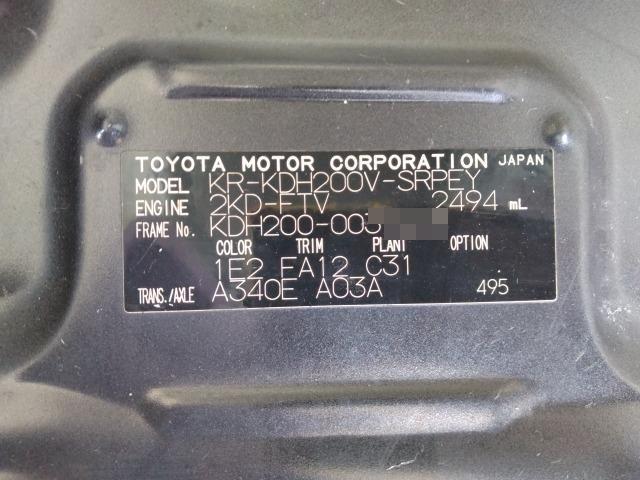 TOYOTA MOTOR CORPORATION JAPAN
MODEL KR-KDH200V-SRPEY
ENGINE 2KD-FTV 2494 mL
FRAME No. KDH200-003
COLOR TRIM PLANT OPTION
1E2 FA12 C31
TRANS./AXLE A340E A03A 495